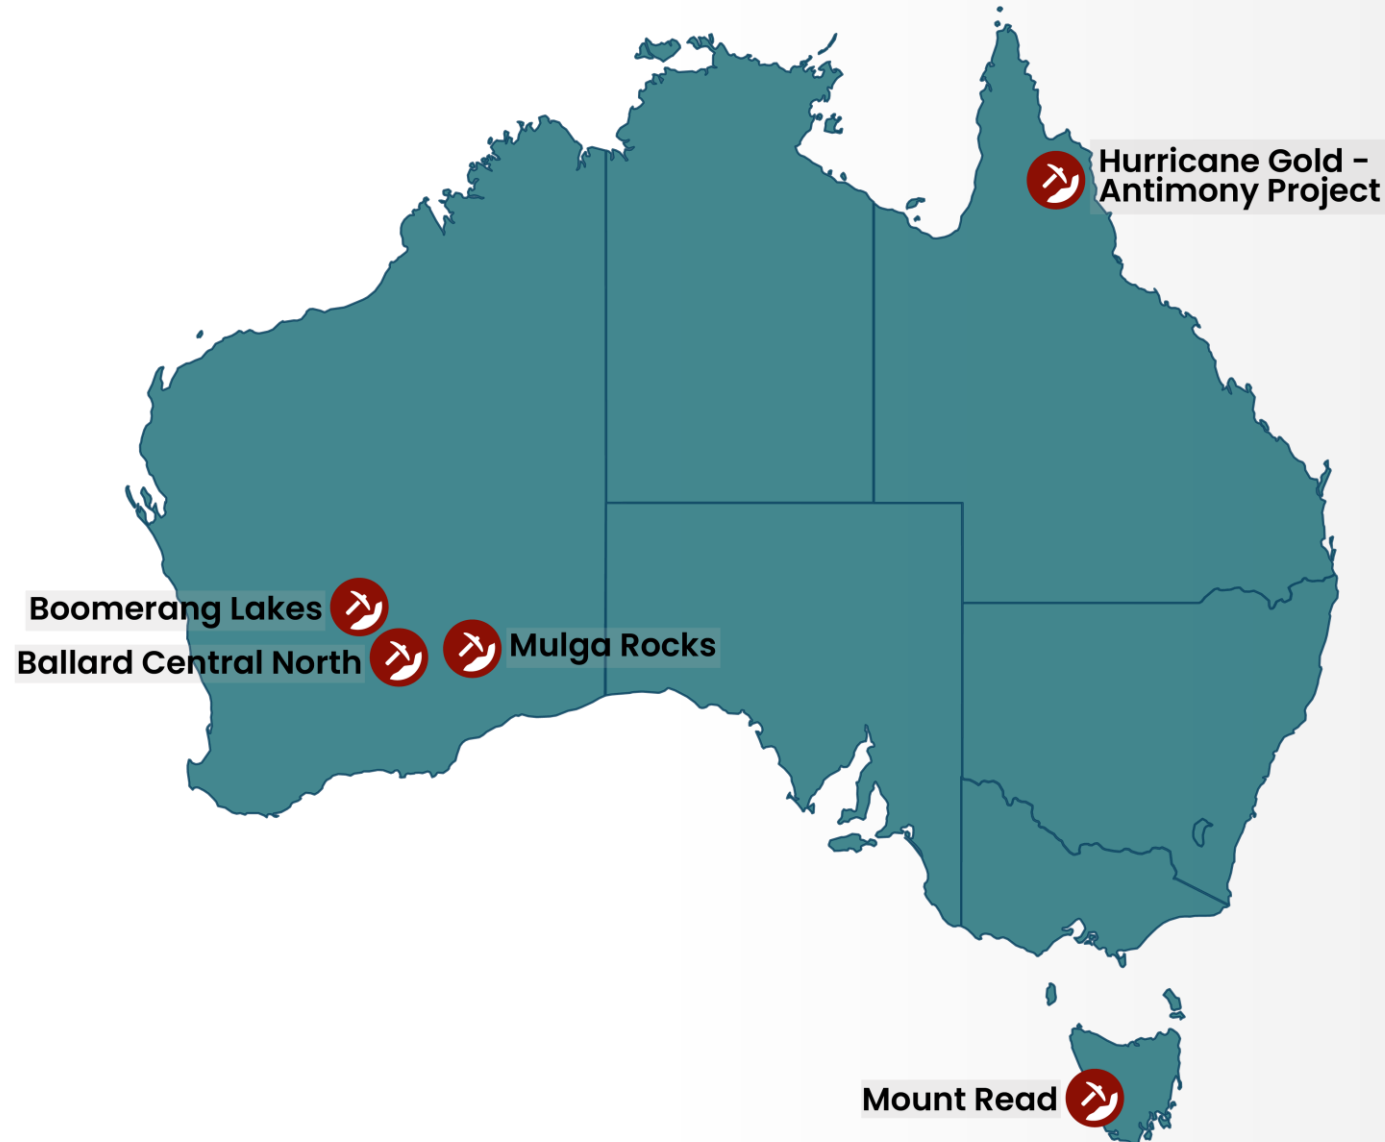 Hurricane Gold -
Antimony Project
Boomerang Lakes
Mulga Rocks
Ballard Central North
Mount Read